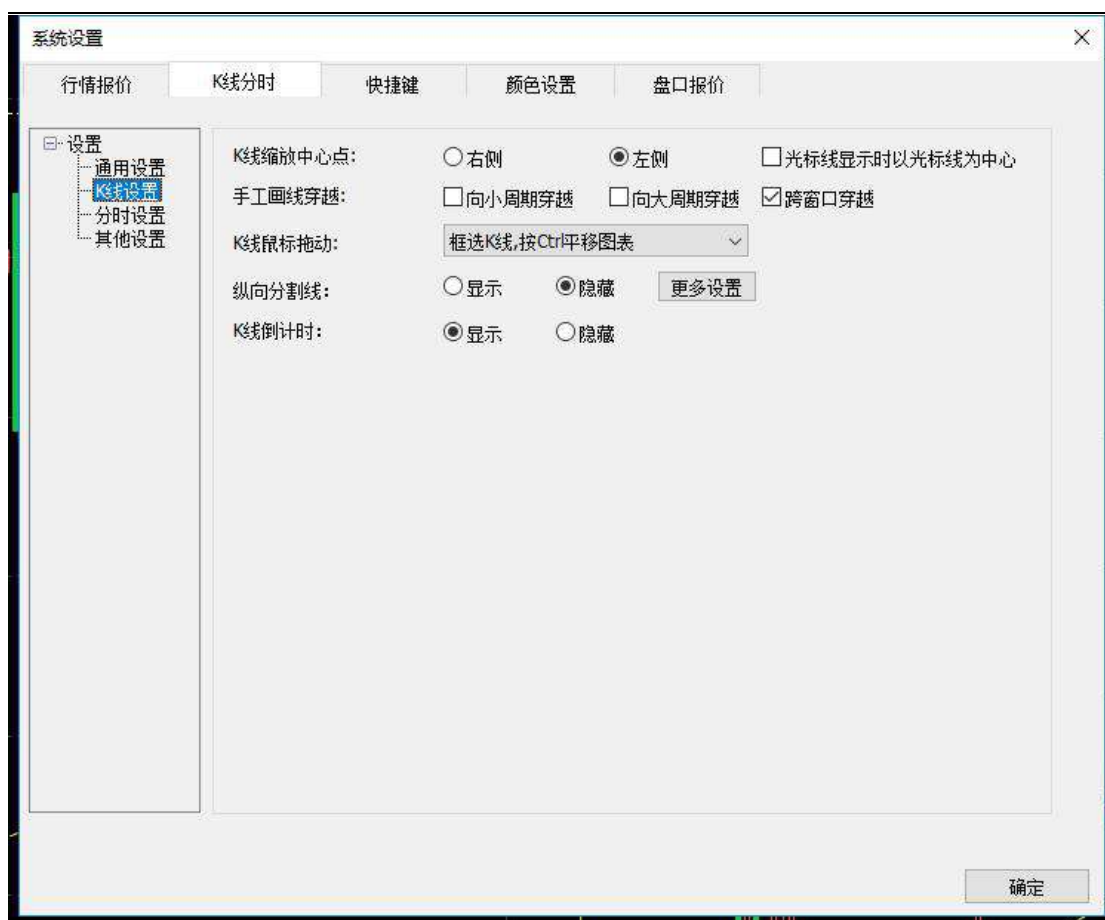 系统设置
行情报价 K线分时 快捷键 颜色设置 盘口报价
设置
通用设置
K线设置
分时设置
其他设置
K线缩放中心点: 右侧 左侧 光标线显示时以光标线为中心
手工画线穿越: 向小周期穿越 向大周期穿越 跨窗口穿越
K线鼠标拖动: 框选K线,按Ctrl平移图表
纵向分割线: 显示 隐藏 更多设置
K线倒计时: 显示 隐藏
确定